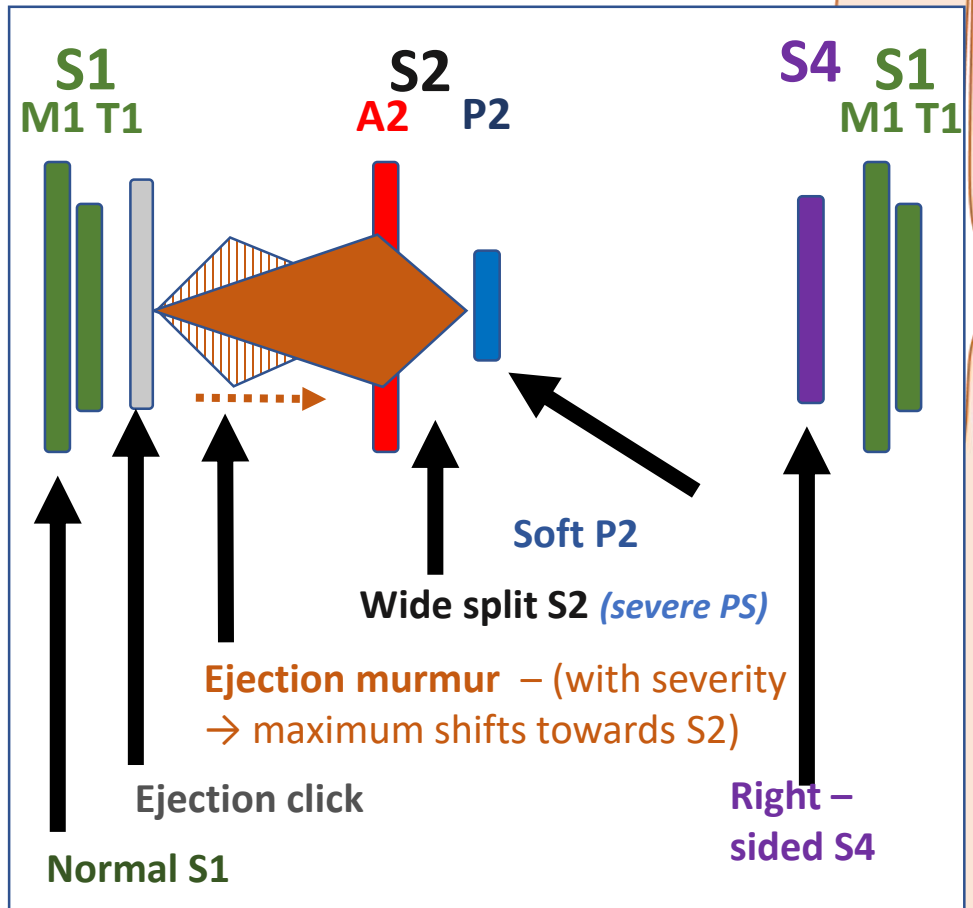 S1 S2 S4 S1
M1 T1 A2 P2 M1 T1
Soft P2
Wide split S2 (severe PS)
Ejection murmur – (with severity
→ maximum shifts towards S2)
Ejection click
Right –
sided S4
Normal S1